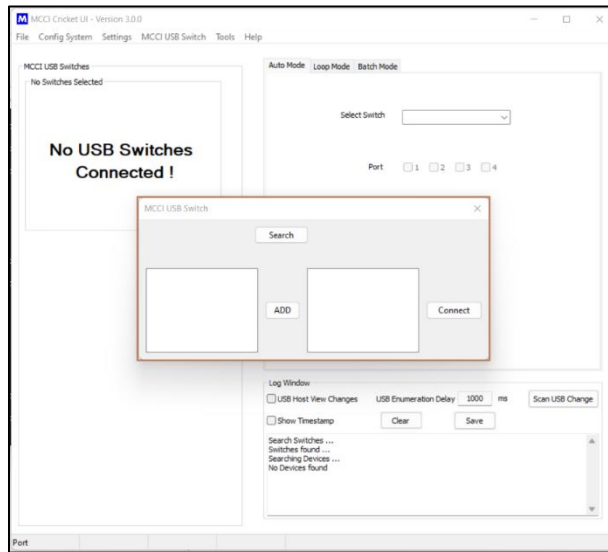 M MCCI Cricket UI - Version 3.0.0
File Config System Settings MCCI USB Switch Tools Help
MCCI USB Switches
No Switches Selected
No USB Switches
Connected !
Auto Mode Loop Mode Batch Mode
Select Switch
Port 1 2 3 4
MCCI USB Switch
Search
ADD
Connect
Log Window
USB Host View Changes USB Enumeration Delay 1000 ms Scan USB Change
Show Timestamp Clear Save
Search Switches ...
Switches found ...
Searching Devices ...
No Devices found
Port